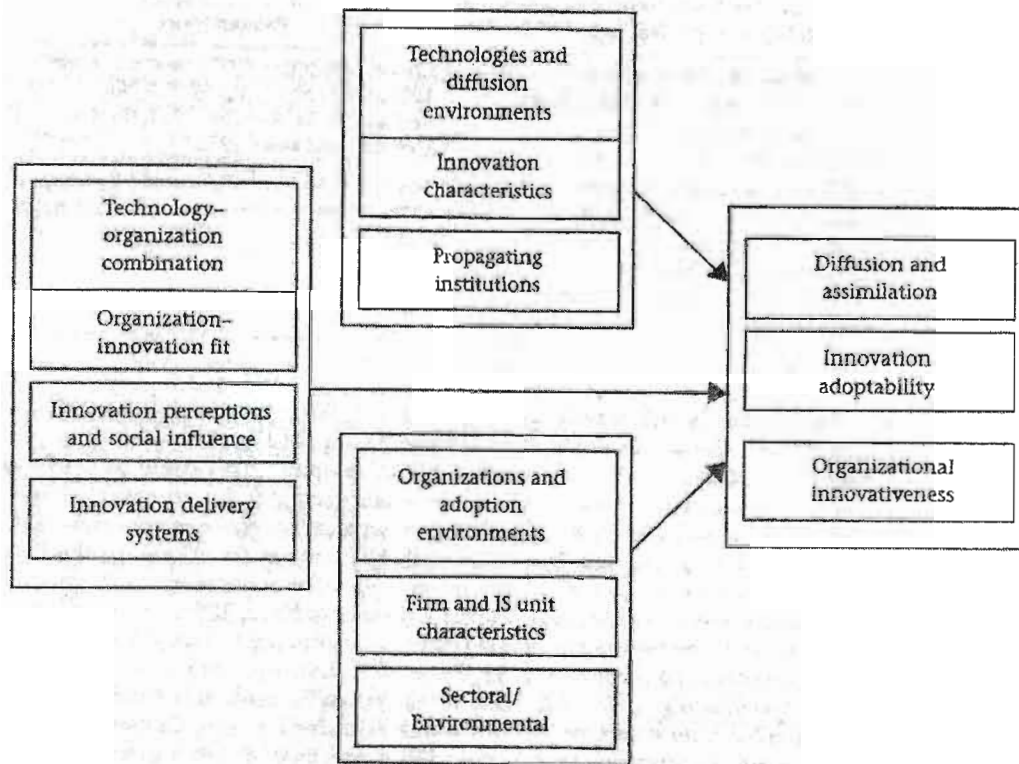 Technologies and
diffusion
environments
Innovation
characteristics
Propagating
institutions
Technology–
organization
combination
Organization–
innovation fit
Innovation perceptions
and social influence
Innovation delivery
systems
Organizations and
adoption
environments
Firm and IS unit
characteristics
Sectoral/
Environmental
Diffusion and
assimilation
Innovation
adoptability
Organizational
innovativeness